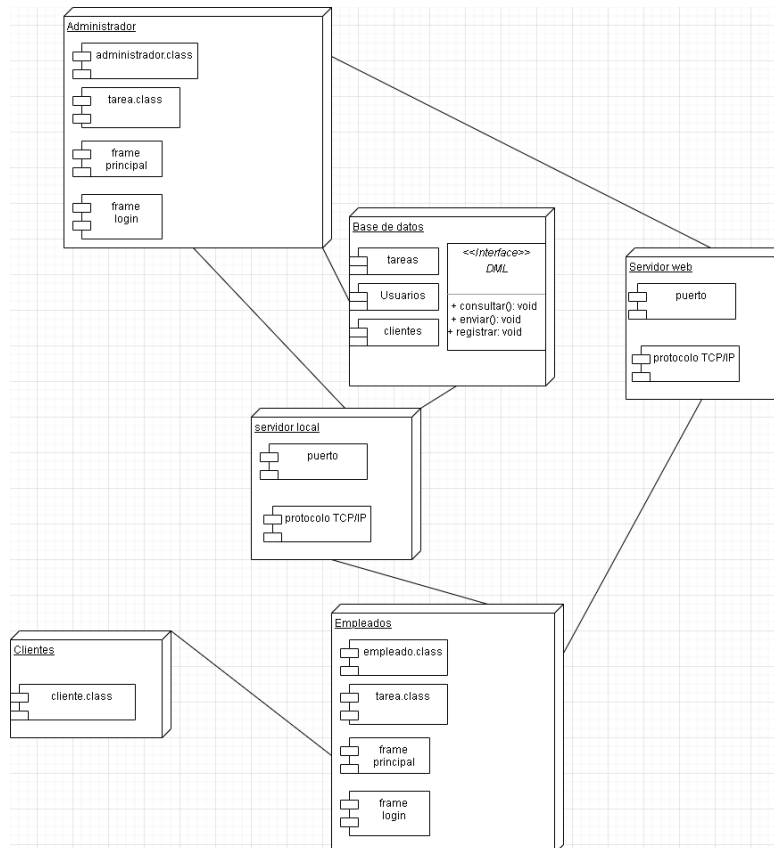 Administrador
administrador.class
tarea.class
frame
principal
frame
login
Base de datos
tareas
Usuarios
clientes
<<Interface>>
DML
+ consultar(): void
+ enviar(): void
+ registrar: void
Servidor web
puerto
protocolo TCP/IP
servidor local
puerto
protocolo TCP/IP
Clientes
cliente.class
Empleados
empleado.class
tarea.class
frame
principal
frame
login